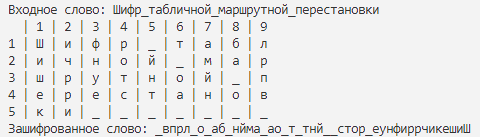 Входное слово: Шифр_табличной_маршрутной_перестановки
| 1 | 2 | 3 | 4 | 5 | 6 | 7 | 8 | 9
1 | Ш | и | ф | р | _ | т | а | б | л
2 | и | ч | н | о | й | _ | м | а | р
3 | ш | р | у | т | н | о | й | _ | п
4 | е | р | е | с | т | а | н | о | в
5 | к | и | _ | _ | _ | _ | _ | _ | _
Зашифрованное слово: _впрл_о_аб_нйма_ао_т_тнй__стор_еунфиррчикешиШ